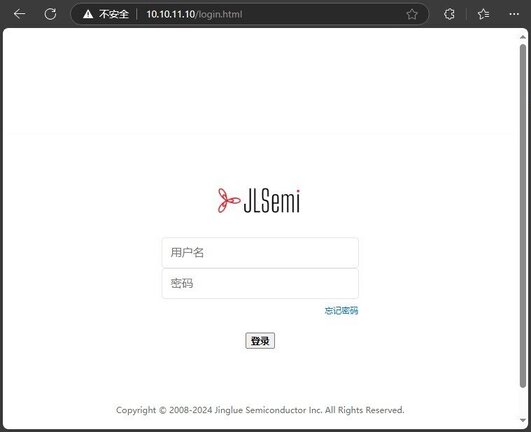 不安全 10.10.11.10/login.html
JLSemi
用户名
密码
忘记密码
登录
Copyright © 2008-2024 Jinglue Semiconductor Inc. All Rights Reserved.